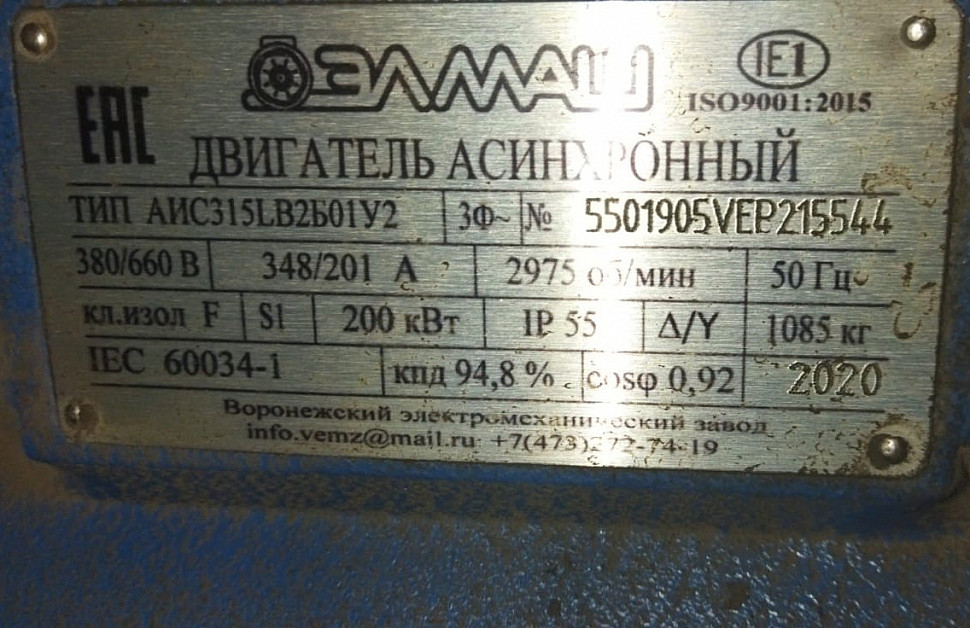 ЭЛМАШ IE1
ISO9001:2015
ЕАС
ДВИГАТЕЛЬ АСИНХРОННЫЙ
ТИП АИС315LB2Б01У2 3Ф~ № 5501905VEP215544
380/660 В 348/201 А 2975 об/мин 50 Гц
кл.изол F S1 200 кВт IP 55 Δ/Y 1085 кг
IEC 60034-1 кпд 94,8 % cosφ 0,92 2020
Воронежский электромеханический завод
info.vemz@mail.ru +7(473)272-74-19